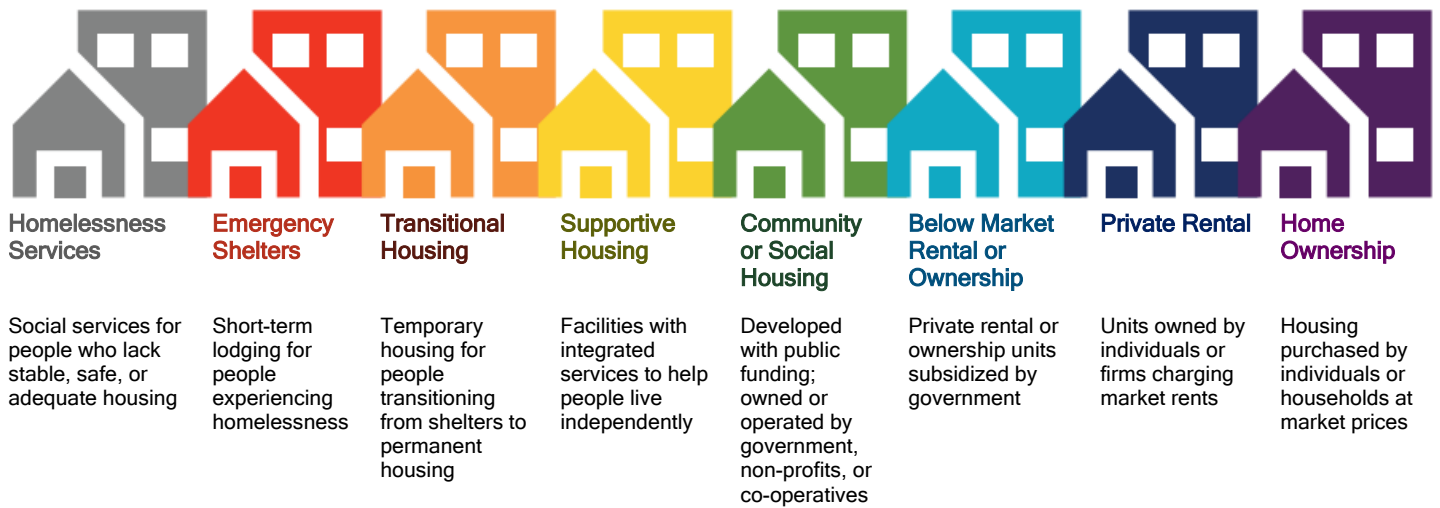 Homelessness
Services
Emergency
Shelters
Transitional
Housing
Supportive
Housing
Community
or Social
Housing
Below Market
Rental or
Ownership
Private Rental
Home
Ownership
Social services for
people who lack
stable, safe, or
adequate housing
Short-term
lodging for
people
experiencing
homelessness
Temporary
housing for
people
transitioning
from shelters to
permanent
housing
Facilities with
integrated
services to help
people live
independently
Developed
with public
funding;
owned or
operated by
government,
non-profits, or
co-operatives
Private rental or
ownership units
subsidized by
government
Units owned by
individuals or
firms charging
market rents
Housing
purchased by
individuals or
households at
market prices